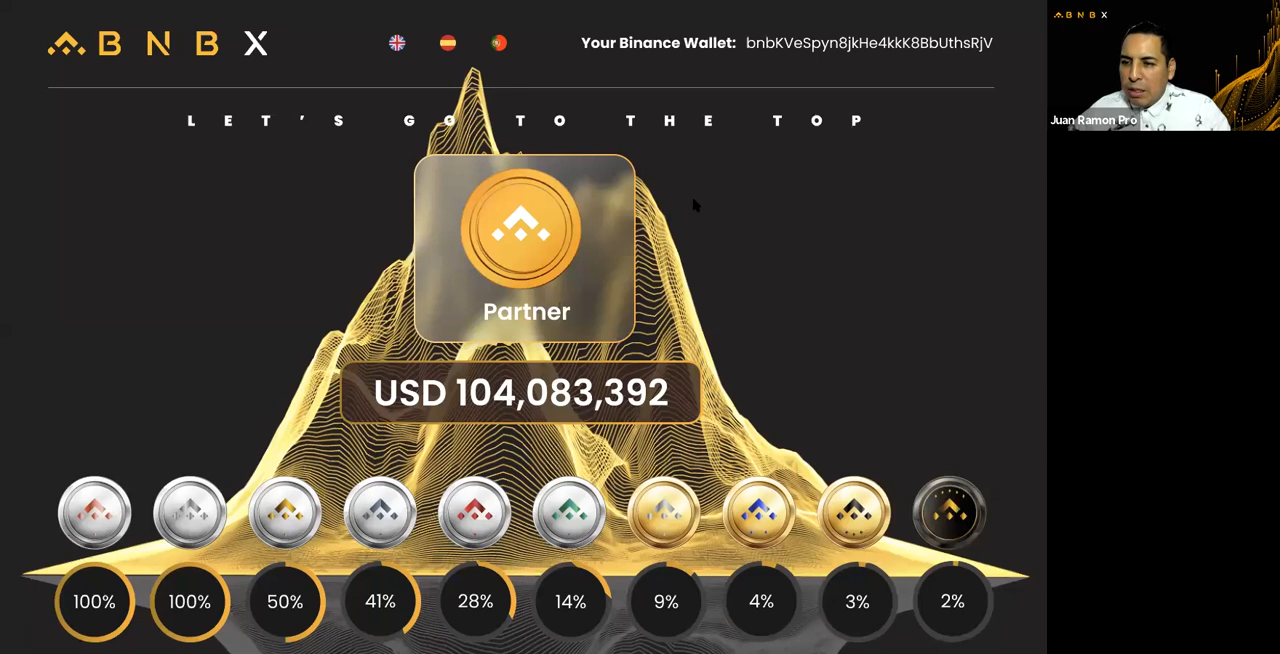 BNBX
Your Binance Wallet: bnbKVeSpyn8jkHe4kkK8BbUthsRjV
LET'S GO TO THE TOP
Partner
USD 104,083,392
100% 100% 50% 41% 28% 14% 9% 4% 3% 2%
BNBX
Juan Ramon Pro